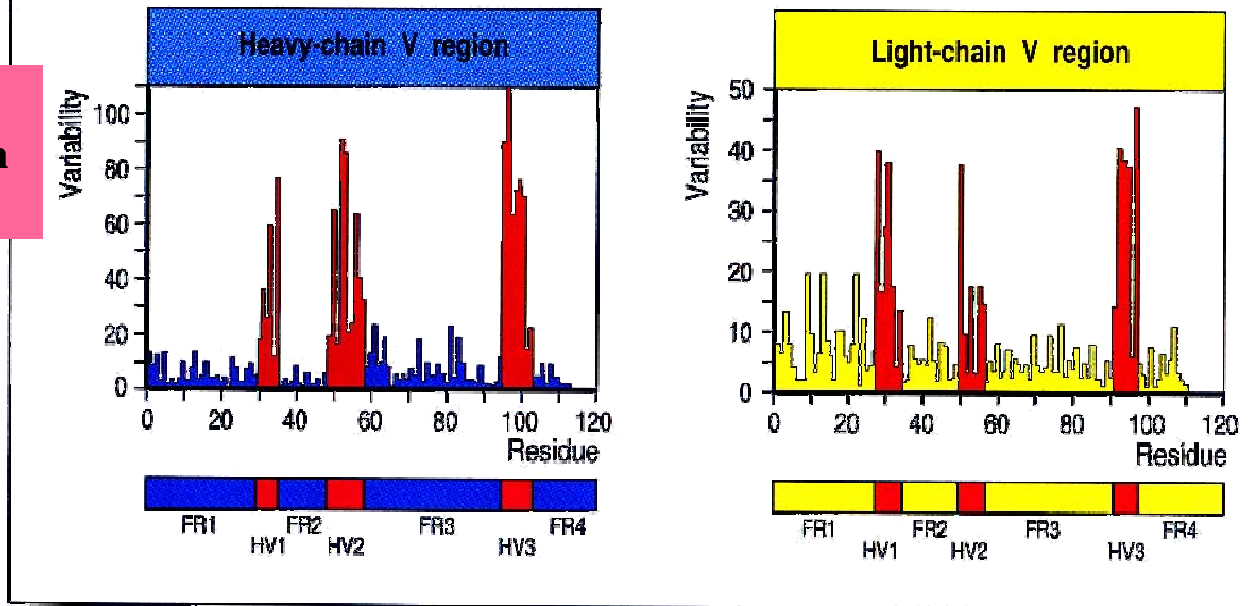 Heavy-chain V region
Variability
100
80
60
40
20
0
0 20 40 60 80 100 120
Residue
FR1 FR2 FR3 FR4
HV1 HV2 HV3
Light-chain V region
Variability
50
40
30
20
10
0
0 20 40 60 80 100 120
Residue
FR1 FR2 FR3 FR4
HV1 HV2 HV3